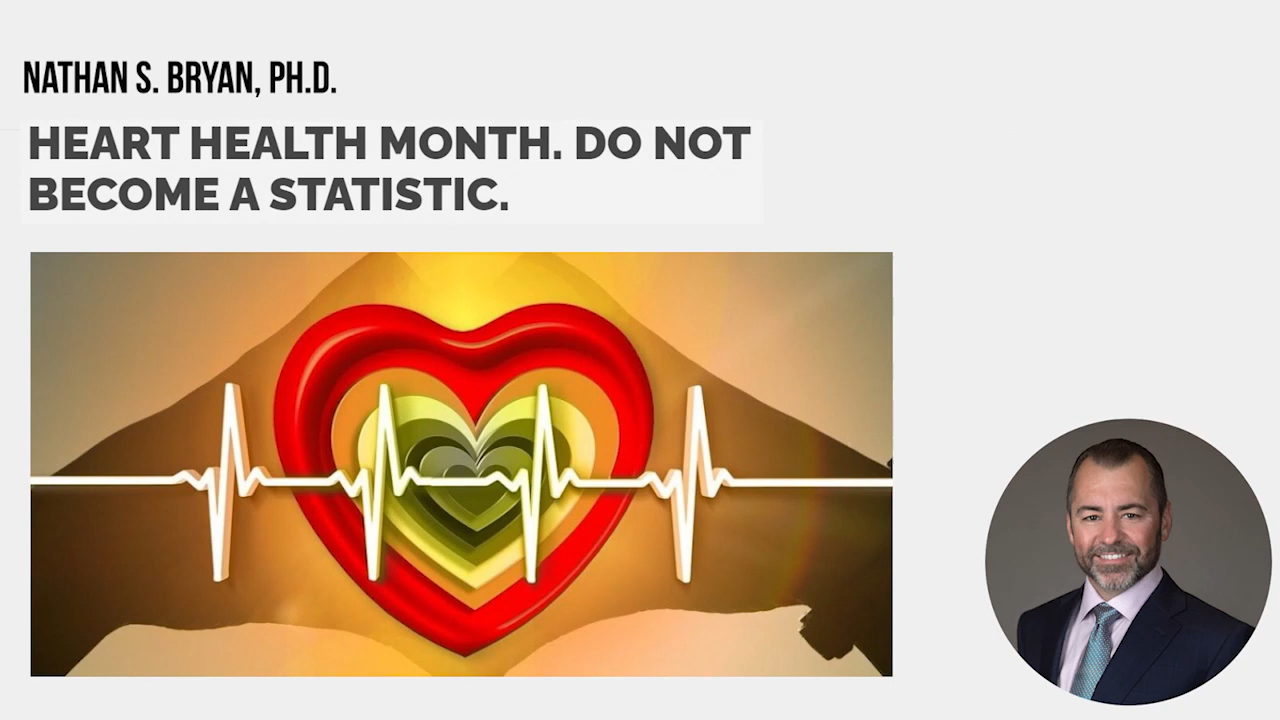 NATHAN S. BRYAN, PH.D.
HEART HEALTH MONTH. DO NOT
BECOME A STATISTIC.